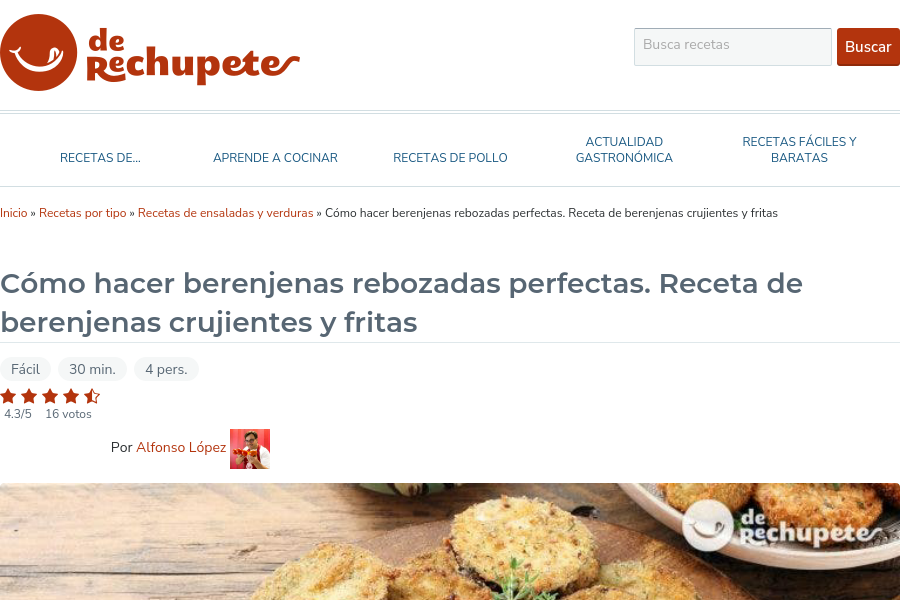 de
Rechupete
Busca recetas
Buscar
RECETAS DE...
APRENDE A COCINAR
RECETAS DE POLLO
ACTUALIDAD
GASTRONÓMICA
RECETAS FÁCILES Y
BARATAS
Inicio » Recetas por tipo » Recetas de ensaladas y verduras » Cómo hacer berenjenas rebozadas perfectas. Receta de berenjenas crujientes y fritas
Cómo hacer berenjenas rebozadas perfectas. Receta de
berenjenas crujientes y fritas
Fácil 30 min. 4 pers.
4.3/5 16 votos
Por Alfonso López
de
Rechupete